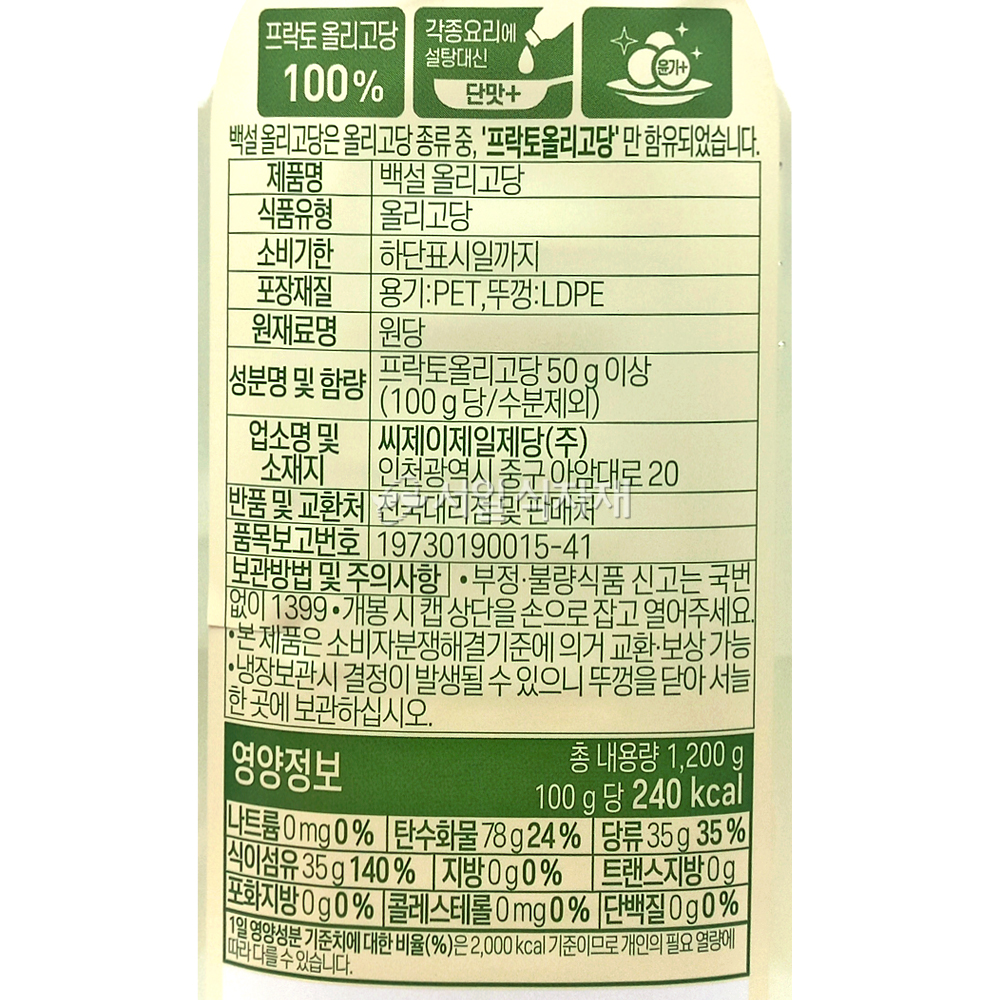 프락토 올리고당
100%
각종요리에
설탕대신
단맛+
윤기+
백설 올리고당은 올리고당 종류 중, '프락토올리고당' 만 함유되었습니다.
제품명 백설 올리고당
식품유형 올리고당
소비기한 하단표시일까지
포장재질 용기:PET,뚜껑:LDPE
원재료명 원당
성분명 및 함량 프락토올리고당 50 g 이상
(100 g 당/수분제외)
업소명 및 소재지 씨제이제일제당(주)
인천광역시 중구 아암대로 20
반품 및 교환처 전국대리점 및 판매처
서원식자재
품목보고번호 19730190015-41
보관방법 및 주의사항 •부정·불량식품 신고는 국번
없이 1399 •개봉 시 캡 상단을 손으로 잡고 열어주세요.
•본 제품은 소비자분쟁해결기준에 의거 교환·보상 가능
•냉장보관시 결정이 발생될 수 있으니 뚜껑을 닫아 서늘
한 곳에 보관하십시오.
영양정보
총 내용량 1,200 g
100 g 당 240 kcal
나트륨 0 mg 0% 탄수화물 78 g 24% 당류 35 g 35%
식이섬유 35 g 140% 지방 0 g 0% 트랜스지방 0 g
포화지방 0 g 0% 콜레스테롤 0 mg 0% 단백질 0 g 0%
1일 영양성분 기준치에 대한 비율(%)은 2,000 kcal 기준이므로 개인의 필요 열량에
따라 다를 수 있습니다.